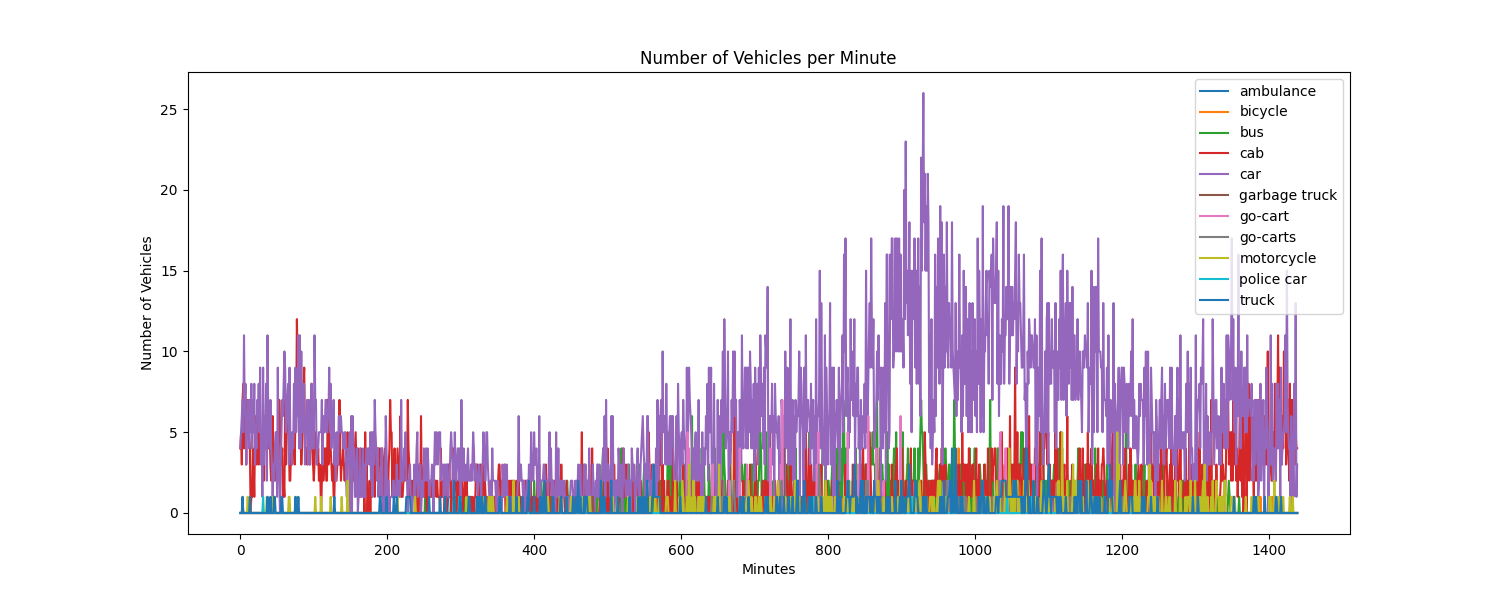 Number of Vehicles per Minute
Number of Vehicles
25
20
15
10
5
0
0 200 400 600 800 1000 1200 1400
Minutes
ambulance
bicycle
bus
cab
car
garbage truck
go-cart
go-carts
motorcycle
police car
truck